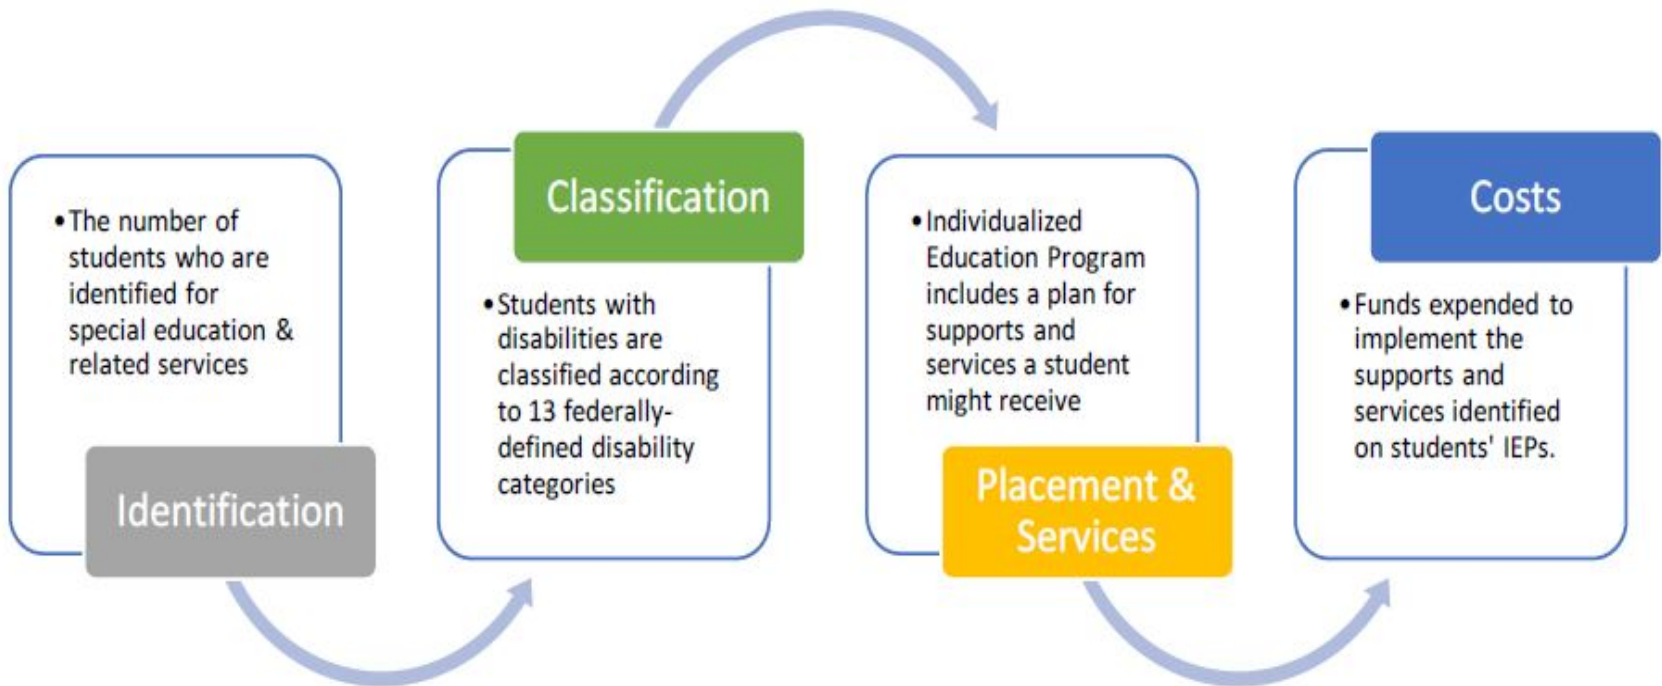 •The number of
students who are
identified for
special education &
related services
Identification
Classification
•Students with
disabilities are
classified according
to 13 federally-
defined disability
categories
•Individualized
Education Program
includes a plan for
supports and
services a student
might receive
Placement &
Services
Costs
•Funds expended to
implement the
supports and
services identified
on students' IEPs.